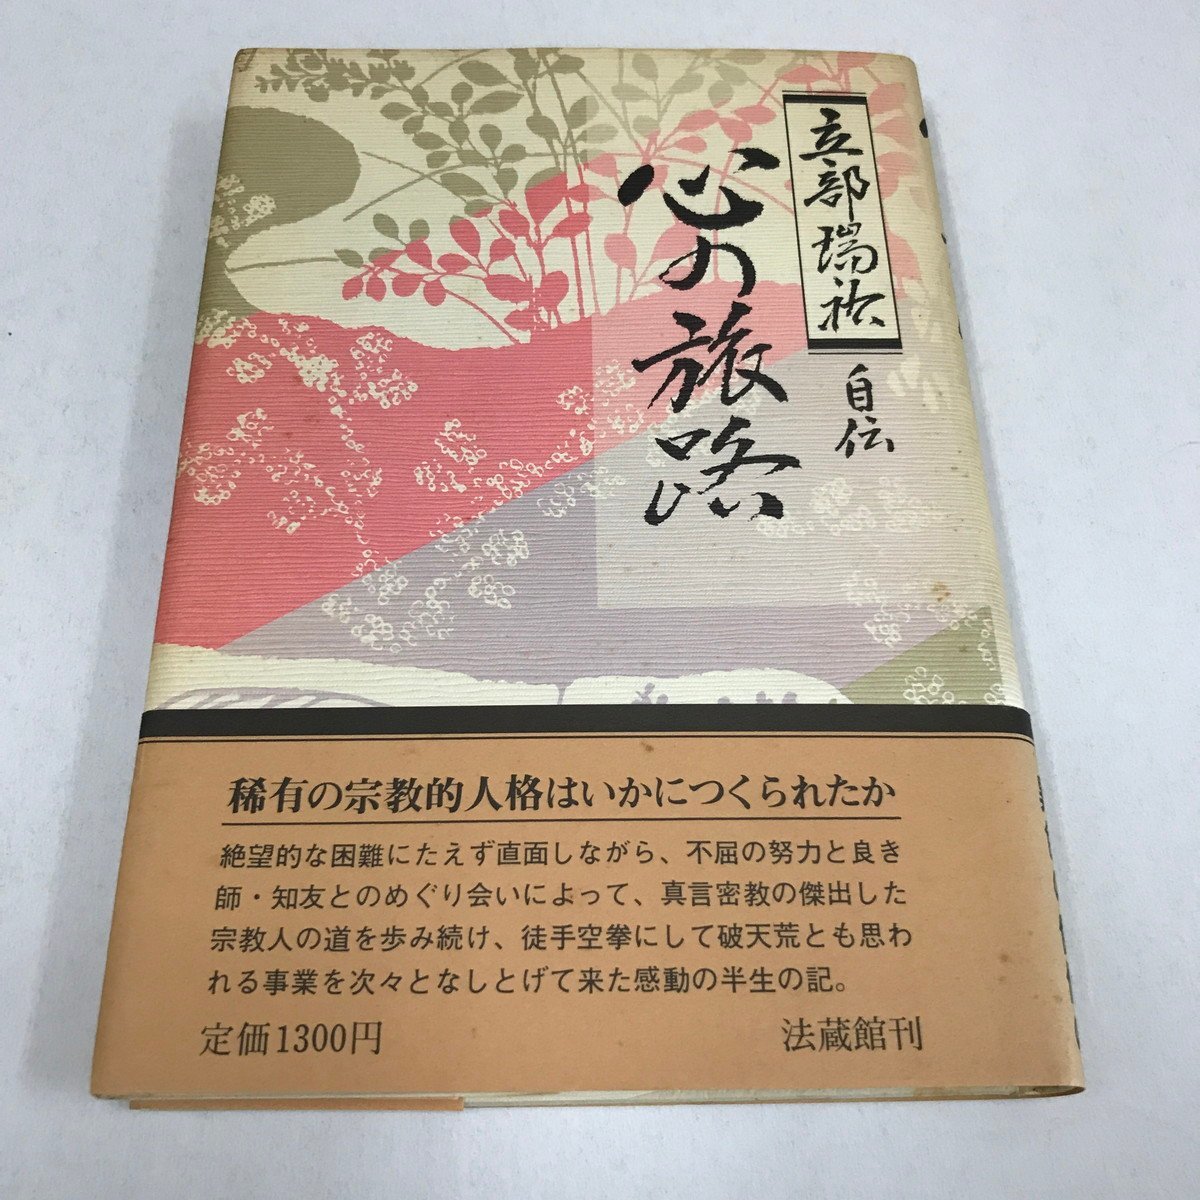 立部瑞祐
自伝
心の旅路
稀有の宗教的人格はいかにつくられたか
絶望的な困難にたえず直面しながら、不屈の努力と良き
師・知友とのめぐり会いによって、真言密教の傑出した
宗教人の道を歩み続け、徒手空拳にして破天荒とも思わ
れる事業を次々となしとげて来た感動の半生の記。
定価1300円
法蔵館刊